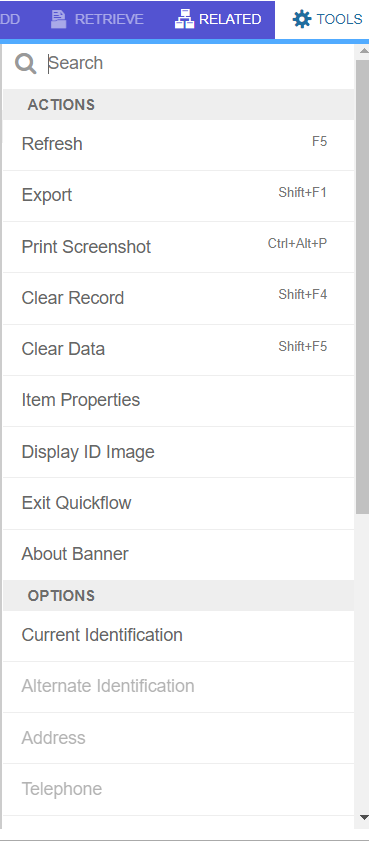 DD RETRIEVE RELATED TOOLS
Search
ACTIONS
Refresh F5
Export Shift+F1
Print Screenshot Ctrl+Alt+P
Clear Record Shift+F4
Clear Data Shift+F5
Item Properties
Display ID Image
Exit Quickflow
About Banner
OPTIONS
Current Identification
Alternate Identification
Address
Telephone